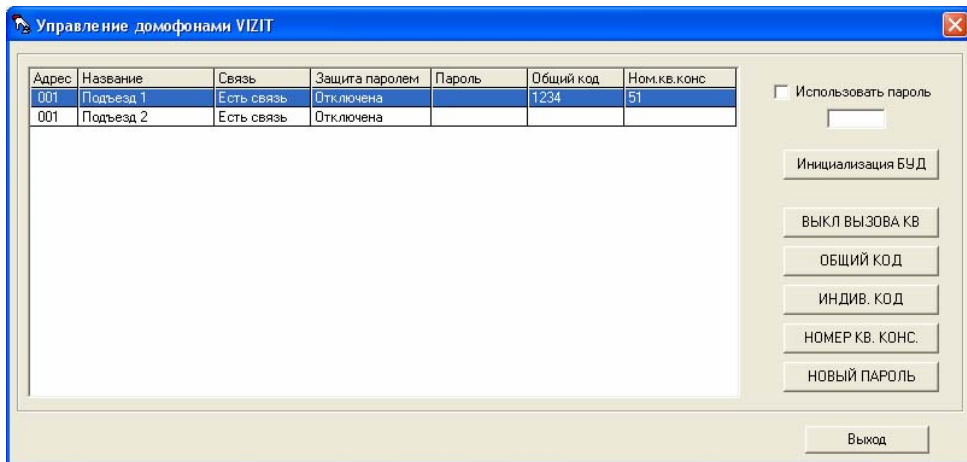 Управление домофонами VIZIT
Адрес Название Связь Защита паролем Пароль Общий код Ном.кв.конс
001 Подъезд 1 Есть связь Отключена 1234 51
001 Подъезд 2 Есть связь Отключена
Использовать пароль
Инициализация БУД
ВЫКЛ ВЫЗОВА КВ
ОБЩИЙ КОД
ИНДИВ. КОД
НОМЕР КВ. КОНС.
НОВЫЙ ПАРОЛЬ
Выход